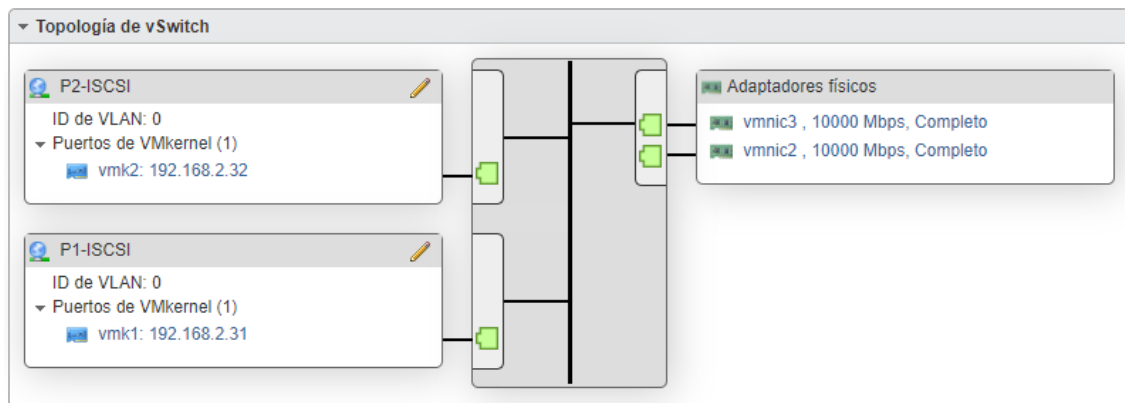 Topología de vSwitch
P2-ISCSI
ID de VLAN: 0
Puertos de VMkernel (1)
vmk2: 192.168.2.32
P1-ISCSI
ID de VLAN: 0
Puertos de VMkernel (1)
vmk1: 192.168.2.31
Adaptadores físicos
vmnic3 , 10000 Mbps, Completo
vmnic2 , 10000 Mbps, Completo